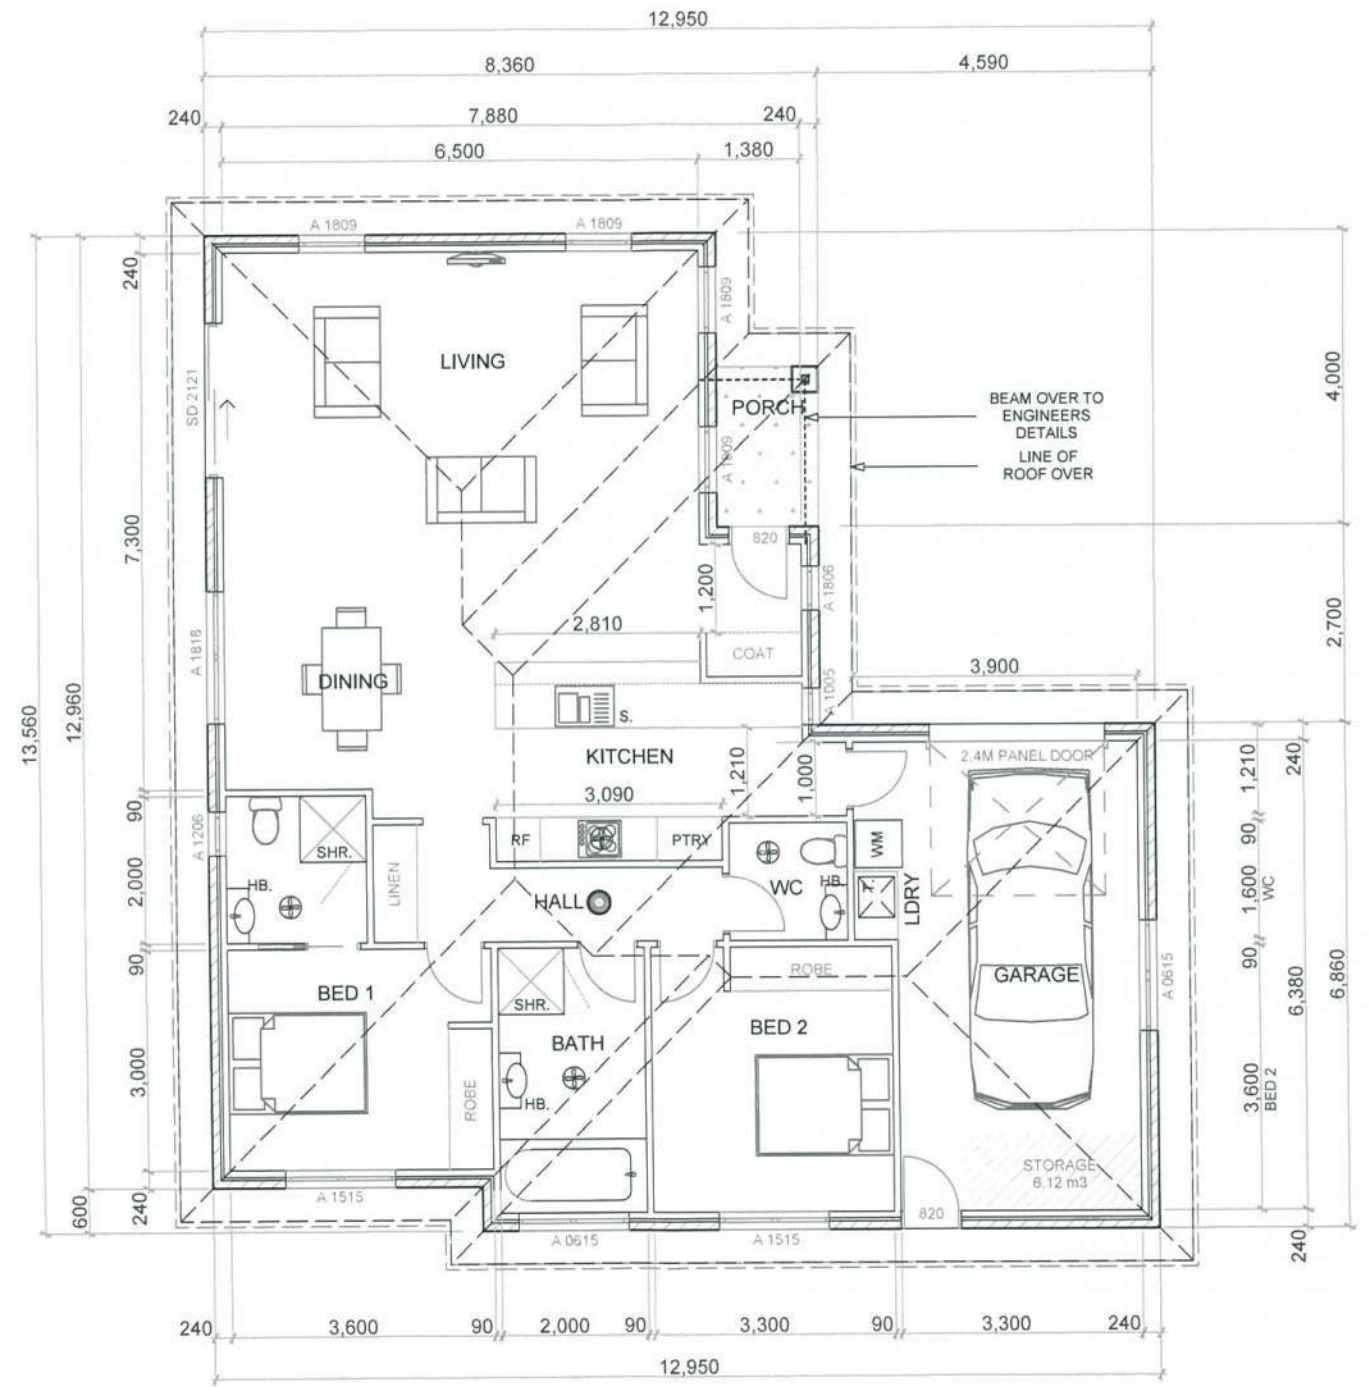 12,950
8,360
4,590
240
7,880
240
6,500
1,380
A 1809
A 1809
240
A 1809
LIVING
4,000
SD 2121
PORCH
BEAM OVER TO
ENGINEERS
DETAILS
LINE OF
ROOF OVER
A 1809
7,300
820
1,200
A 1806
2,810
2,700
A 1818
COAT
3,900
DINING
A 1005
S.
12,960
13,560
KITCHEN
1,210
1,000
2.4M PANEL DOOR
1,210
240
3,090
90
A 1206
RF
PTRY
WM
90
SHR.
2,000
LINEN
HB.
WC
HB.
T.
LDRY
1,600
WC
HALL
90
90
ROBE
GARAGE
A 0615
BED 1
SHR.
BED 2
6,380
6,860
BATH
3,000
ROBE
HB.
3,600
BED 2
STORAGE
6.12 m3
A 1515
820
600
240
A 0615
A 1515
240
240
3,600
90
2,000
90
3,300
90
3,300
240
12,950